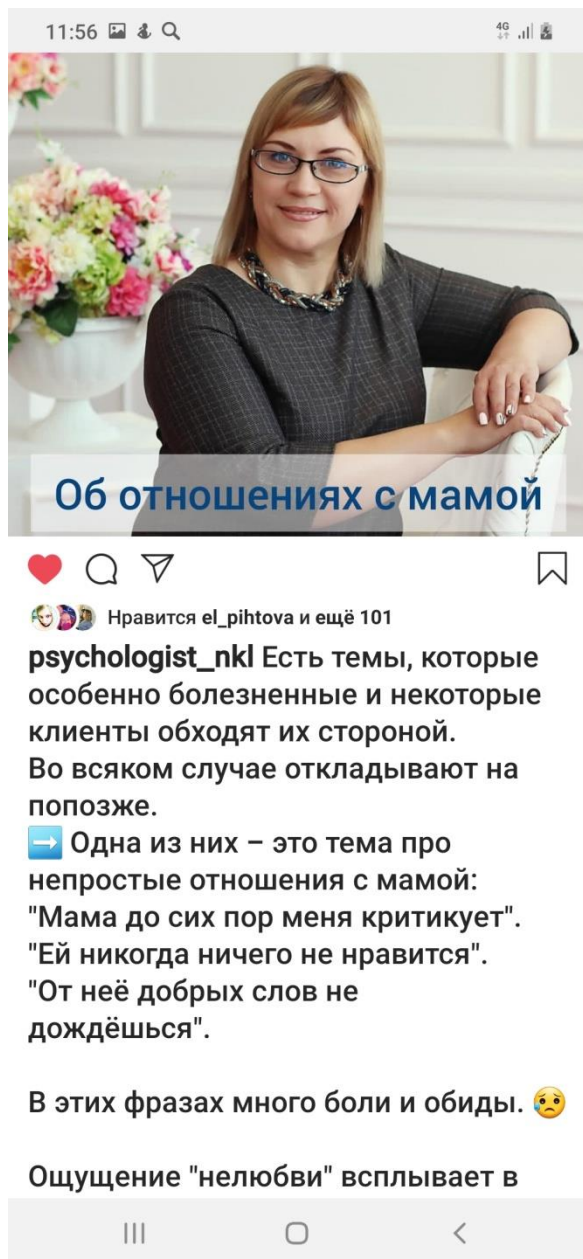 11:56
4G
Об отношениях с мамой
Нравится el_pihtova и ещё 101
psychologist_nkl Есть темы, которые
особенно болезненные и некоторые
клиенты обходят их стороной.
Во всяком случае откладывают на
попозже.
➡️ Одна из них – это тема про
непростые отношения с мамой:
"Мама до сих пор меня критикует".
"Ей никогда ничего не нравится".
"От неё добрых слов не
дождёшься".
В этих фразах много боли и обиды. 😥
Ощущение "нелюбви" всплывает в